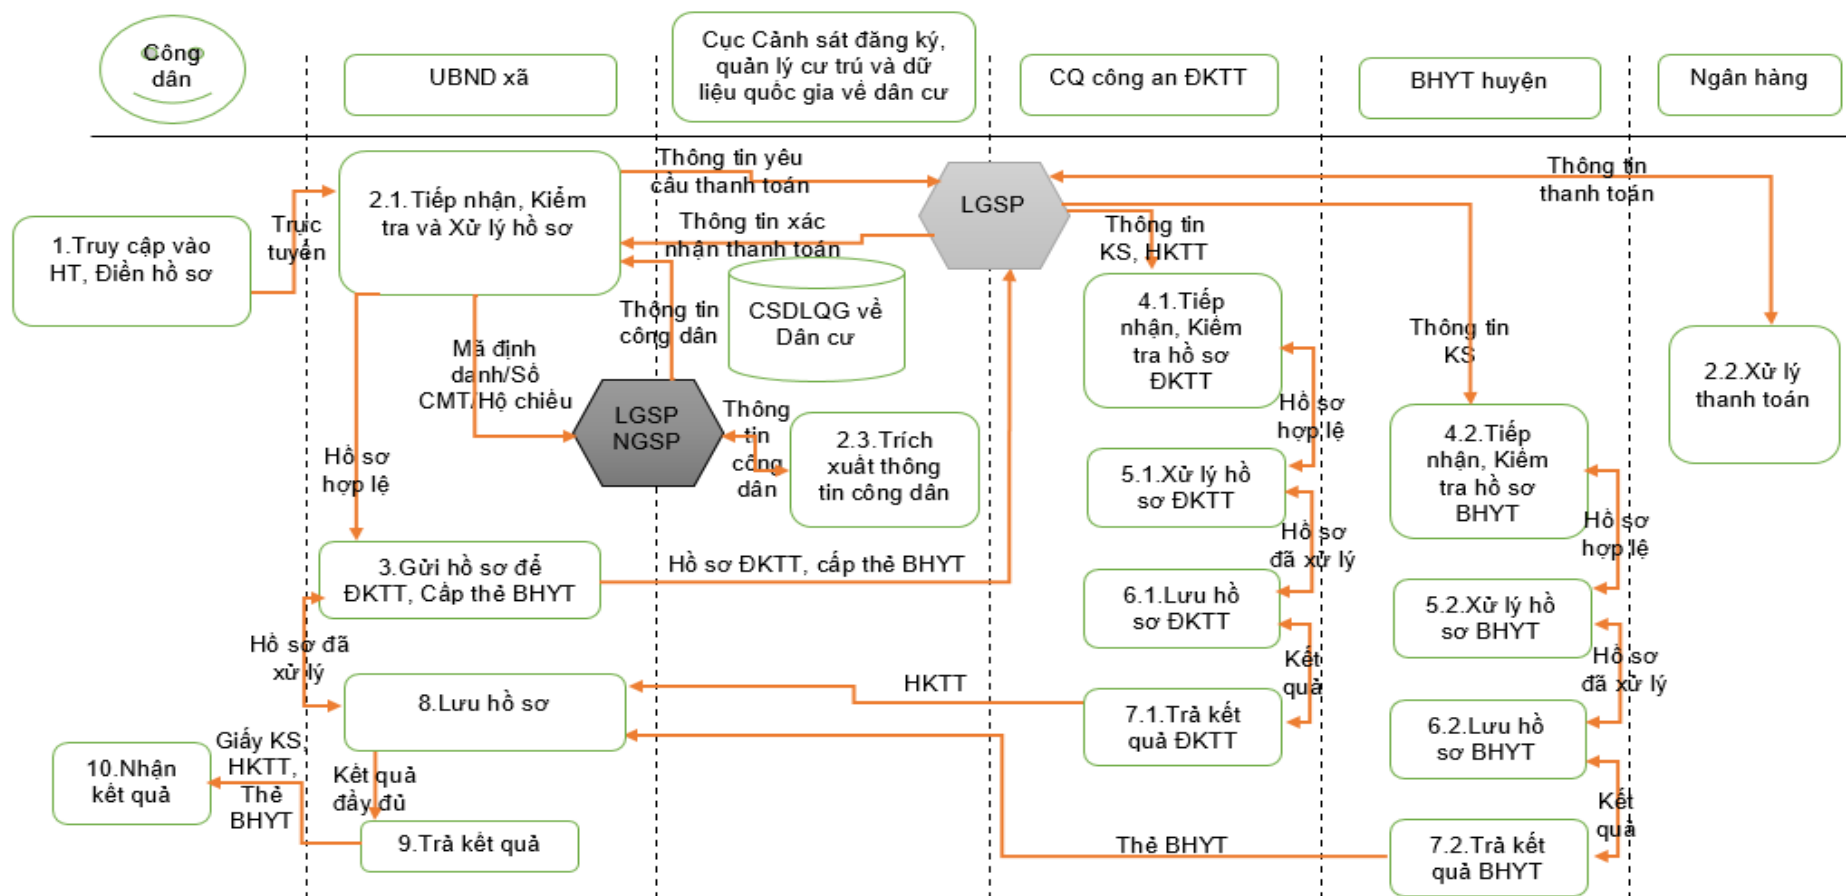 Công
dân
UBND xã
Cục Cảnh sát đăng ký,
quản lý cư trú và dữ
liệu quốc gia về dân cư
CQ công an ĐKTT
BHYT huyện
Ngân hàng
1.Truy cập vào
HT, Điền hồ sơ
Trực
tuyến
2.1.Tiếp nhận, Kiểm
tra và Xử lý hồ sơ
Thông tin yêu
cầu thanh toán
Thông tin xác
nhận thanh toán
LGSP
Thông tin
thanh toán
Thông tin
KS, HKTT
Thông tin
công dân
CSDLQG về
Dân cư
4.1.Tiếp
nhận, Kiểm
tra hồ sơ
ĐKTT
Thông tin
KS
2.2.Xử lý
thanh toán
Mã định
danh/Số
CMT/Hộ chiếu
LGSP
NGSP
Thông
tin
công
dân
2.3.Trích
xuất thông
tin công dân
Hồ sơ
hợp lệ
Hồ sơ
hợp lệ
4.2.Tiếp
nhận, Kiểm
tra hồ sơ
BHYT
5.1.Xử lý hồ
sơ ĐKTT
Hồ sơ
đã xử lý
Hồ sơ
hợp lệ
3.Gửi hồ sơ để
ĐKTT, Cấp thẻ BHYT
Hồ sơ ĐKTT, cấp thẻ BHYT
6.1.Lưu hồ
sơ ĐKTT
5.2.Xử lý hồ
sơ BHYT
Hồ sơ đã
xử lý
Kết
quả
Hồ sơ
đã xử lý
8.Lưu hồ sơ
HKTT
7.1.Trả kết
quả ĐKTT
6.2.Lưu hồ
sơ BHYT
10.Nhận
kết quả
Giấy KS,
HKTT,
Thẻ
BHYT
Kết quả
đầy đủ
Kết
quả
9.Trả kết quả
Thẻ BHYT
7.2.Trả kết
quả BHYT